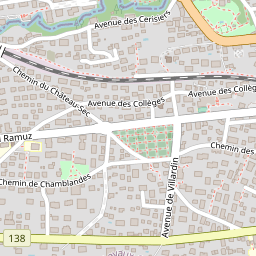 Avenue des Cerisiers
Chemin du Château-Sec
Avenue des Collèges
Avenue des Collèg
Ramuz
Chemin des
Chemin de Chamblandes
Avenue de Villardin
138